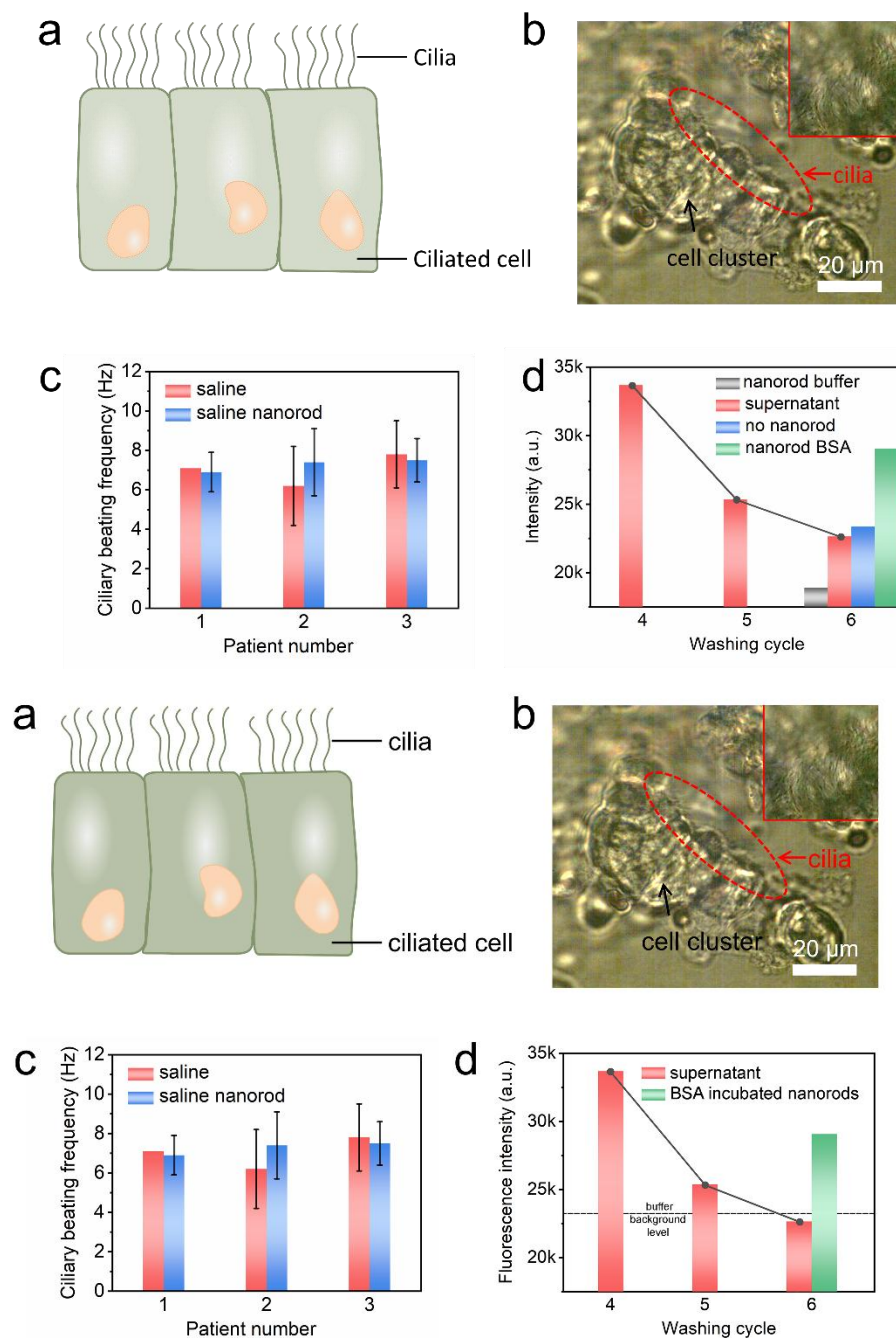 a
Cilia
Ciliated cell
b
cilia
cell cluster
20 µm
c
Ciliary beating frequency (Hz)
12
10
8
6
4
2
0
saline
saline nanorod
1 2 3
Patient number
d
Intensity (a.u.)
35k
30k
25k
20k
nanorod buffer
supernatant
no nanorod
nanorod BSA
4 5 6
Washing cycle
a
cilia
ciliated cell
b
cilia
cell cluster
20 µm
c
Ciliary beating frequency (Hz)
12
10
8
6
4
2
0
saline
saline nanorod
1 2 3
Patient number
d
Fluorescence intensity (a.u.)
35k
30k
25k
20k
supernatant
BSA incubated nanorods
buffer
background
level
4 5 6
Washing cycle